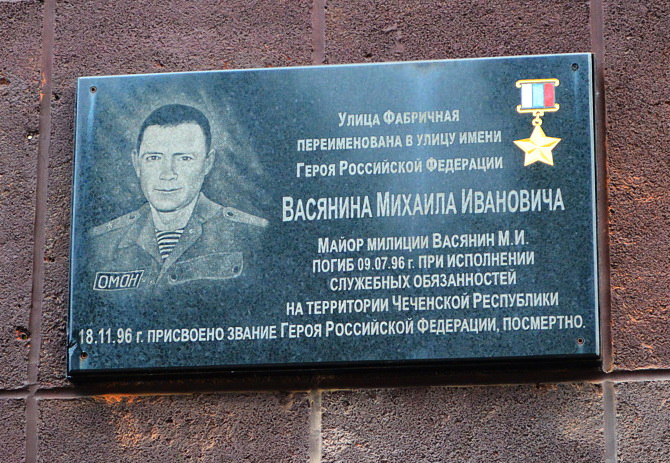 Улица Фабричная
переименована в улицу имени
Героя Российской Федерации
Васянина Михаила Ивановича
Майор милиции Васянин М.И.
погиб 09.07.96 г. при исполнении
служебных обязанностей
на территории Чеченской Республики
18.11.96 г. присвоено звание Героя Российской Федерации, посмертно.
ОМОН